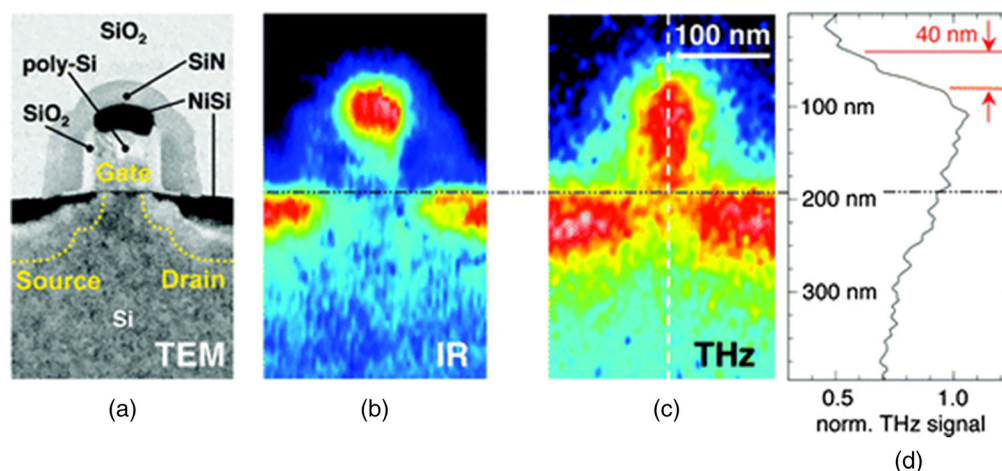 SiO2
poly-Si
SiN
SiO2
NiSi
Gate
Source
Drain
Si
TEM
IR
100 nm
THz
40 nm
100 nm
200 nm
300 nm
0.5 1.0
norm. THz signal
(a)
(b)
(c)
(d)